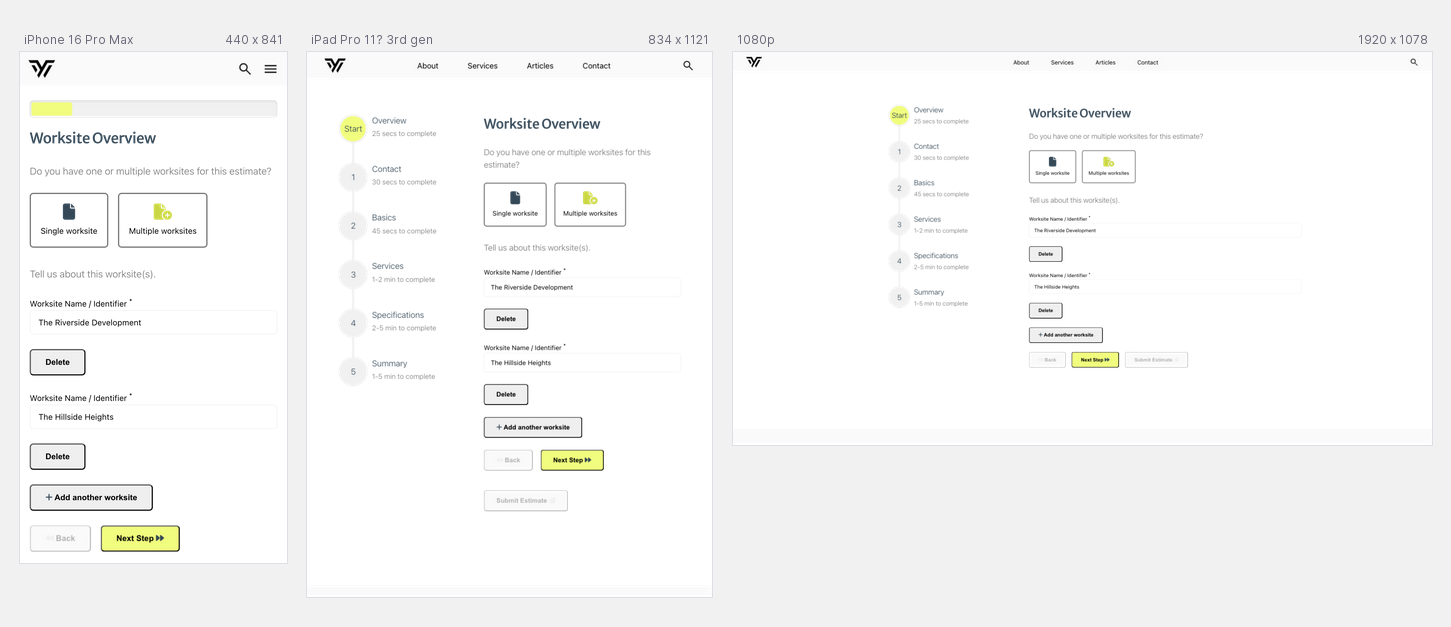 iPhone 16 Pro Max 440 x 841
Worksite Overview
Do you have one or multiple worksites for this estimate?
Single worksite Multiple worksites
Tell us about this worksite(s).
Worksite Name / Identifier *
The Riverside Development
Delete
Worksite Name / Identifier *
The Hillside Heights
Delete
+ Add another worksite
Back Next Step
iPad Pro 11? 3rd gen 834 x 1121
About Services Articles Contact
Start Overview
25 secs to complete
1 Contact
30 secs to complete
2 Basics
45 secs to complete
3 Services
1-2 min to complete
4 Specifications
2-5 min to complete
5 Summary
1-5 min to complete
Worksite Overview
Do you have one or multiple worksites for this
estimate?
Single worksite Multiple worksites
Tell us about this worksite(s).
Worksite Name / Identifier *
The Riverside Development
Delete
Worksite Name / Identifier *
The Hillside Heights
Delete
+ Add another worksite
Back Next Step
Submit Estimate
1080p 1920 x 1078
About Services Articles Contact
Start Overview
25 secs to complete
1 Contact
30 secs to complete
2 Basics
45 secs to complete
3 Services
1-2 min to complete
4 Specifications
2-5 min to complete
5 Summary
1-5 min to complete
Worksite Overview
Do you have one or multiple worksites for this estimate?
Single worksite Multiple worksites
Tell us about this worksite(s).
Worksite Name / Identifier *
The Riverside Development
Delete
Worksite Name / Identifier *
The Hillside Heights
Delete
+ Add another worksite
Back Next Step Submit Estimate